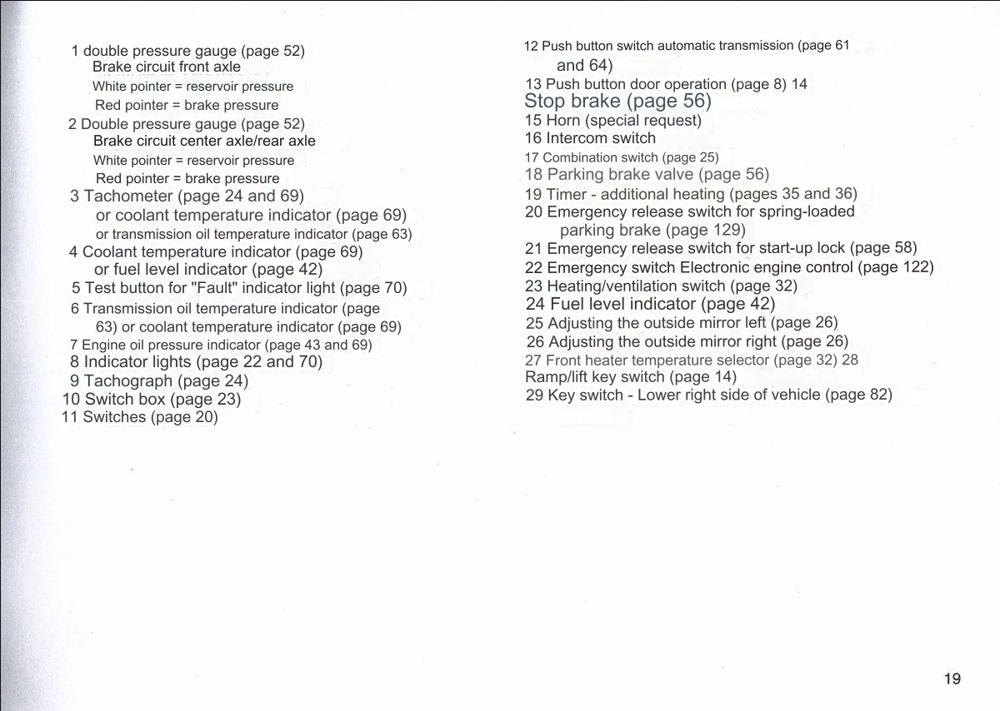 1 double pressure gauge (page 52)
Brake circuit front axle
White pointer = reservoir pressure
Red pointer = brake pressure
2 Double pressure gauge (page 52)
Brake circuit center axle/rear axle
White pointer = reservoir pressure
Red pointer = brake pressure
3 Tachometer (page 24 and 69)
or coolant temperature indicator (page 69)
or transmission oil temperature indicator (page 63)
4 Coolant temperature indicator (page 69)
or fuel level indicator (page 42)
5 Test button for "Fault" indicator light (page 70)
6 Transmission oil temperature indicator (page
63) or coolant temperature indicator (page 69)
7 Engine oil pressure indicator (page 43 and 69)
8 Indicator lights (page 22 and 70)
9 Tachograph (page 24)
10 Switch box (page 23)
11 Switches (page 20)
12 Push button switch automatic transmission (page 61
and 64)
13 Push button door operation (page 8) 14
Stop brake (page 56)
15 Horn (special request)
16 Intercom switch
17 Combination switch (page 25)
18 Parking brake valve (page 56)
19 Timer - additional heating (pages 35 and 36)
20 Emergency release switch for spring-loaded
parking brake (page 129)
21 Emergency release switch for start-up lock (page 58)
22 Emergency switch Electronic engine control (page 122)
23 Heating/ventilation switch (page 32)
24 Fuel level indicator (page 42)
25 Adjusting the outside mirror left (page 26)
26 Adjusting the outside mirror right (page 26)
27 Front heater temperature selector (page 32) 28
Ramp/lift key switch (page 14)
29 Key switch - Lower right side of vehicle (page 82)
19